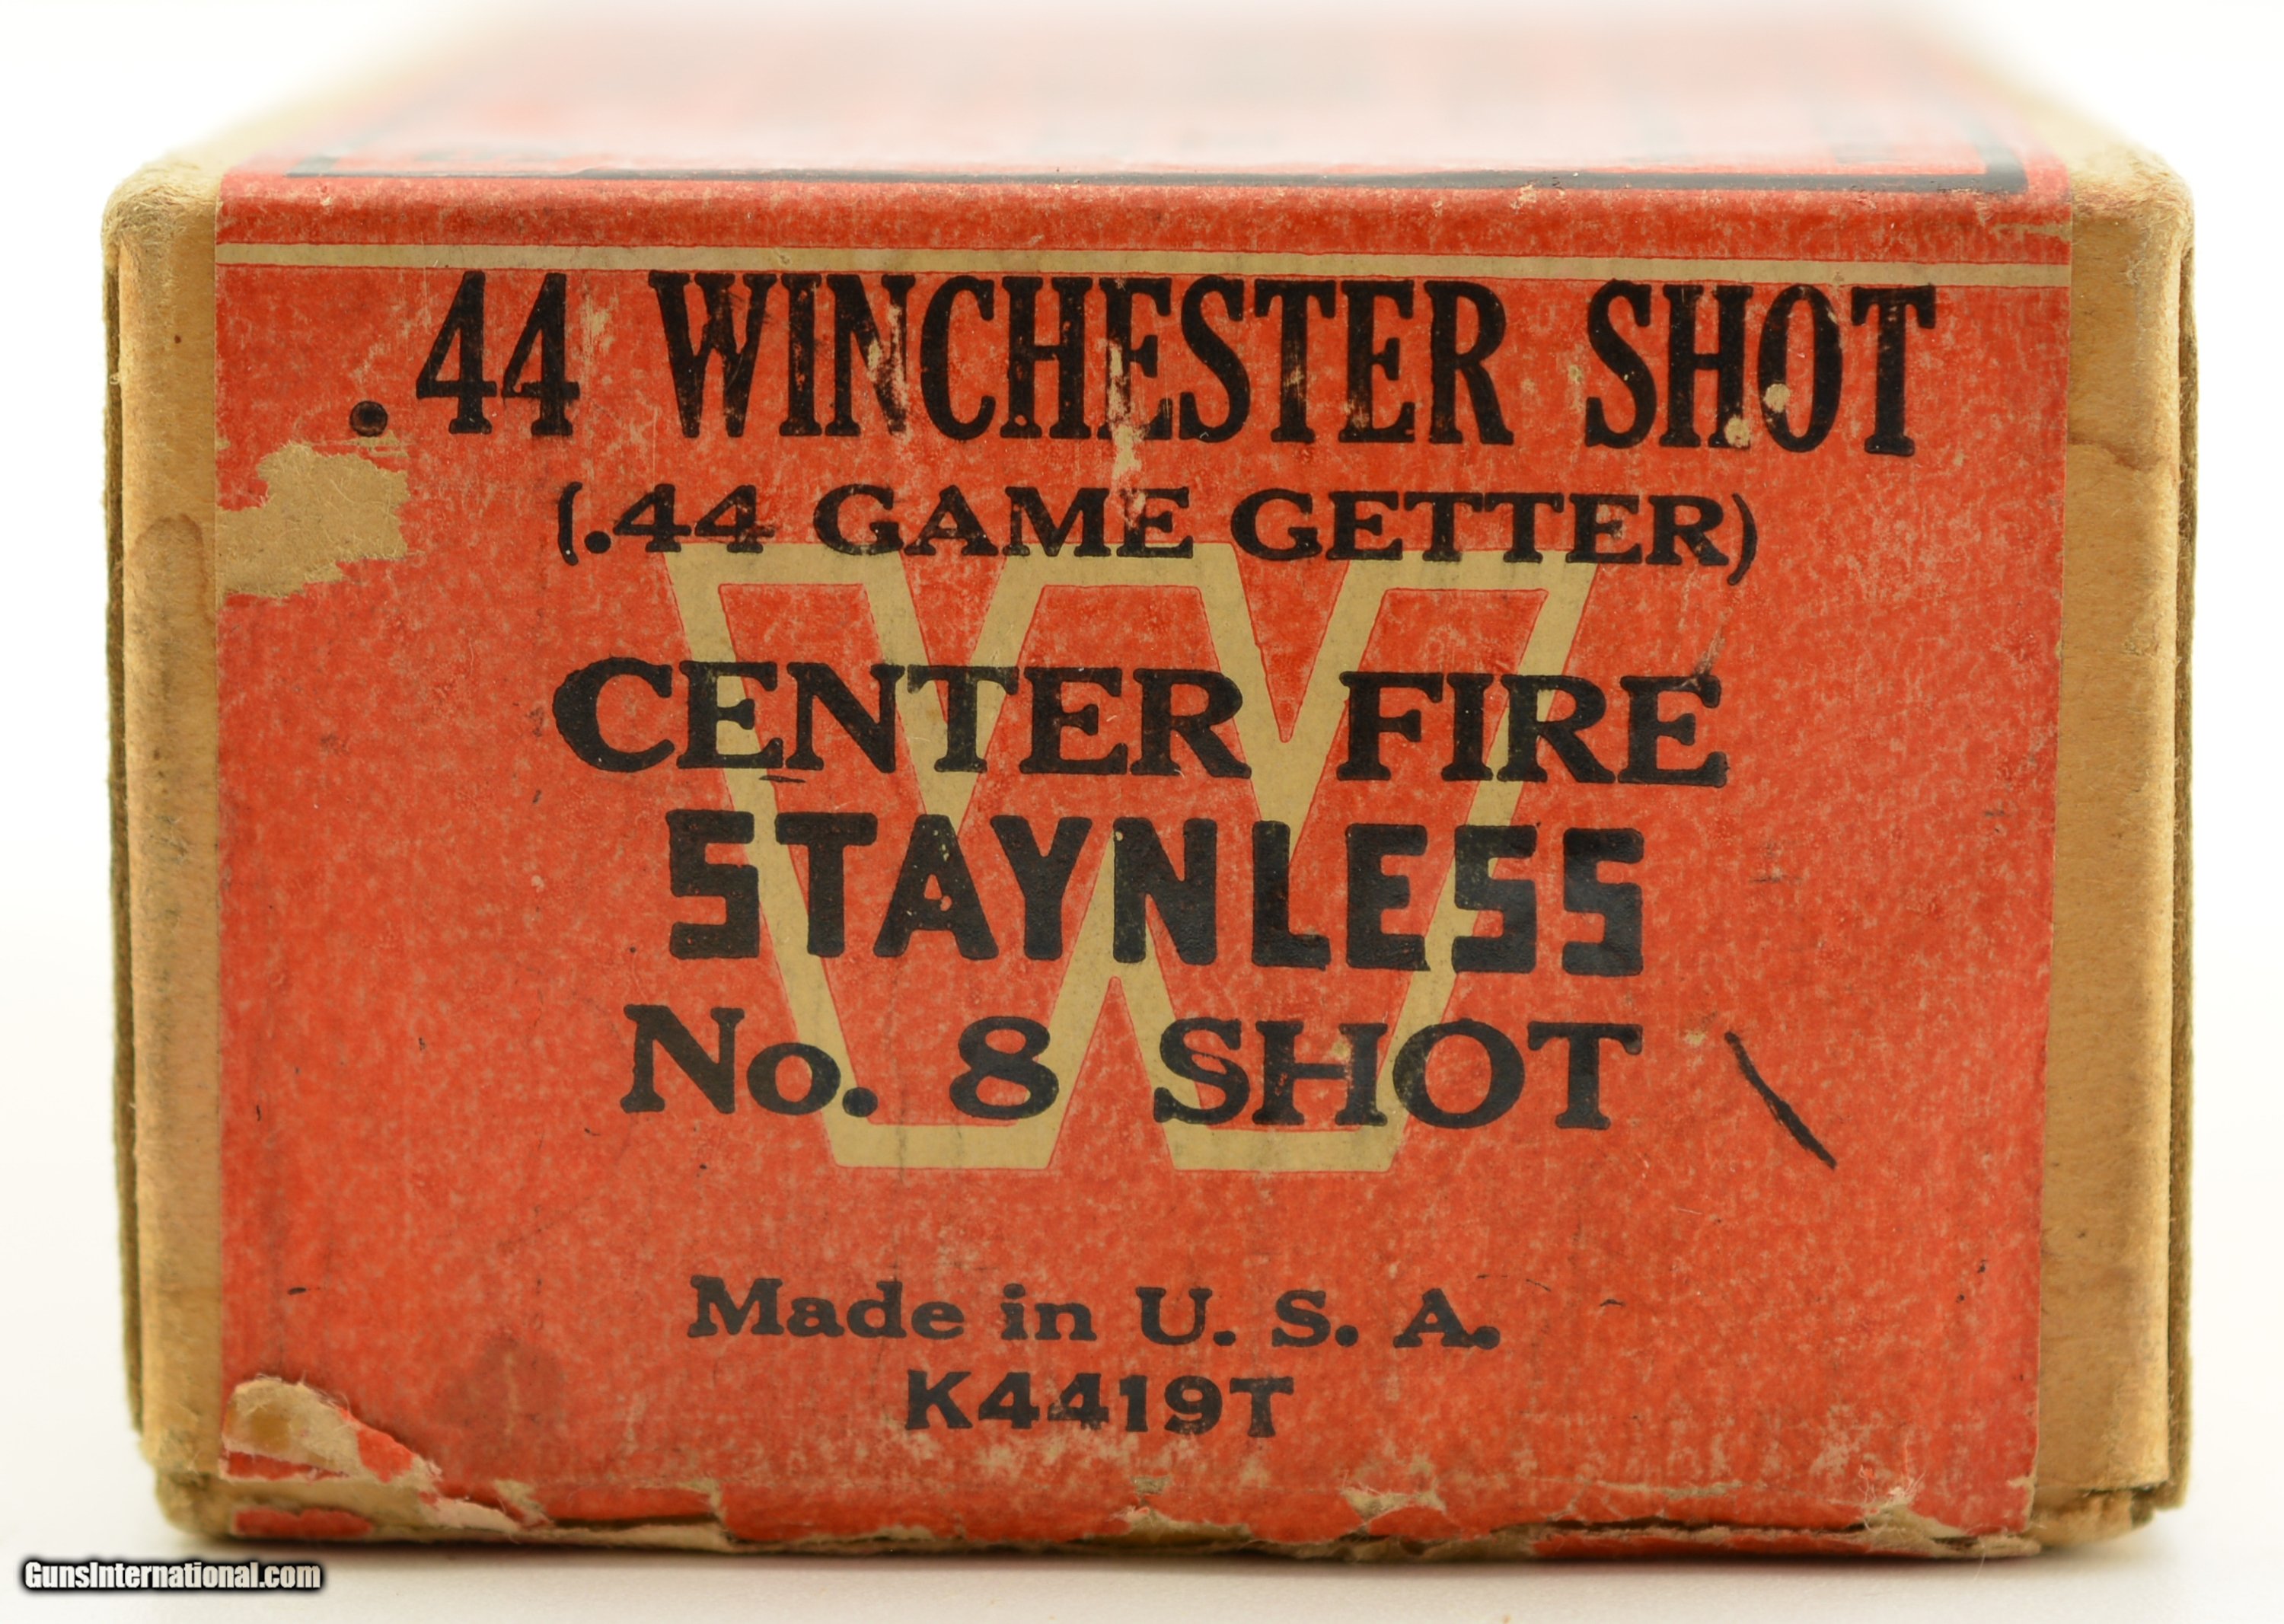 .44 WINCHESTER SHOT
(.44 GAME GETTER)
CENTER FIRE
STAYNLESS
No. 8 SHOT
Made in U. S. A.
K4419T
GunsInternational.com